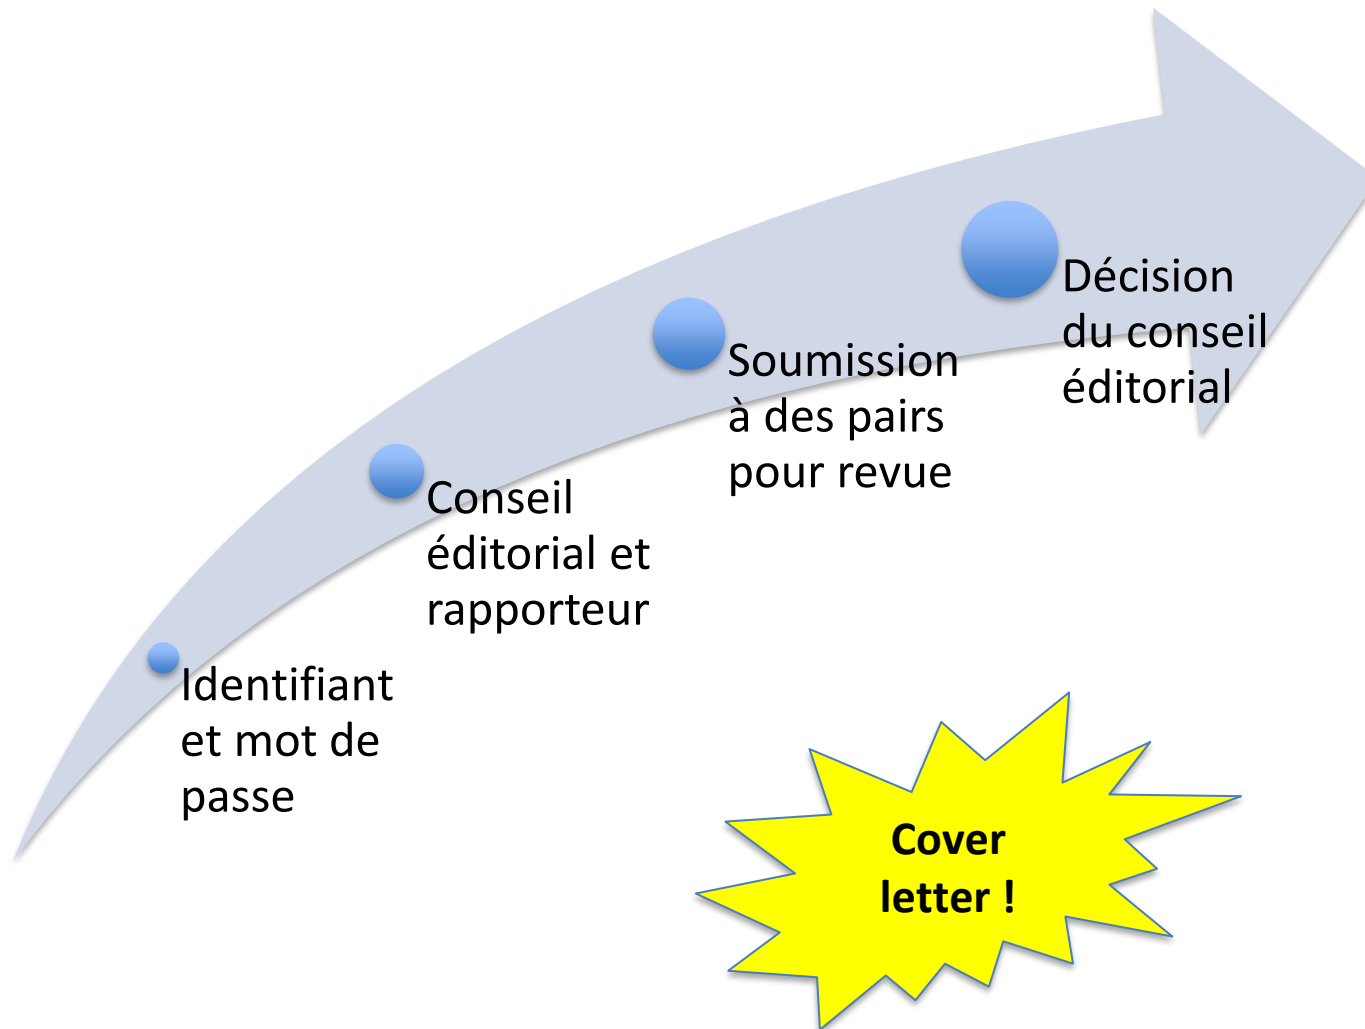 Identifiant
et mot de
passe
Conseil
éditorial et
rapporteur
Soumission
à des pairs
pour revue
Décision
du conseil
éditorial
Cover
letter !